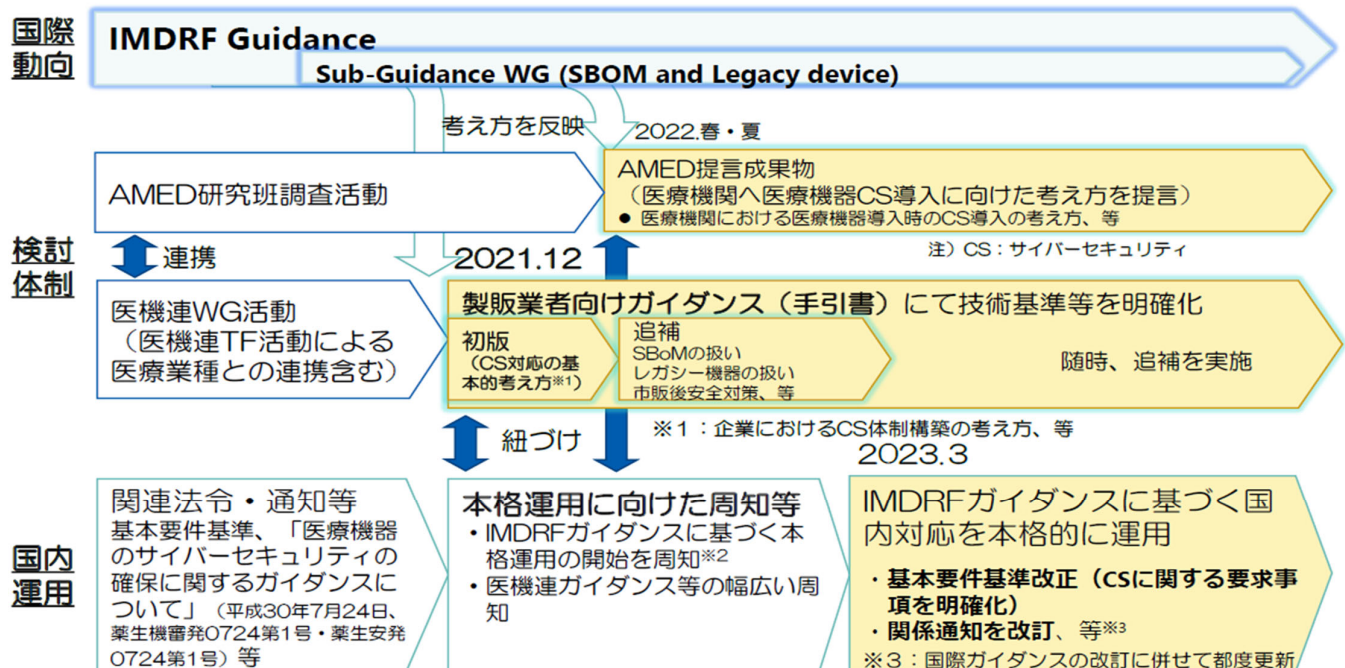 国際
動向
IMDRF Guidance
Sub-Guidance WG (SBOM and Legacy device)
考え方を反映
2022.春・夏
検討
体制
AMED研究班調査活動
AMED提言成果物
（医療機関へ医療機器CS導入に向けた考え方を提言）
● 医療機関における医療機器導入時のCS導入の考え方、等
注）CS：サイバーセキュリティ
連携
2021.12
医機連WG活動
（医機連TF活動による
医療業種との連携含む）
製販業者向けガイダンス（手引書）にて技術基準等を明確化
初版
（CS対応の基
本的考え方※1）
追補
SBoMの扱い
レガシー機器の扱い
市販後安全対策、等
随時、追補を実施
紐づけ
※１：企業におけるCS体制構築の考え方、等
2023.3
国内
運用
関連法令・通知等
基本要件基準、「医療機器
のサイバーセキュリティの
確保に関するガイダンスに
ついて」（平成30年7月24日、
薬生機審発0724第1号・薬生安発
0724第1号）等
本格運用に向けた周知等
・IMDRFガイダンスに基づく本
格運用の開始を周知※2
・医機連ガイダンス等の幅広い周
知
IMDRFガイダンスに基づく国
内対応を本格的に運用
・基本要件基準改正（CSに関する要求事
項を明確化）
・関係通知を改訂、等※3
※３：国際ガイダンスの改訂に併せて都度更新